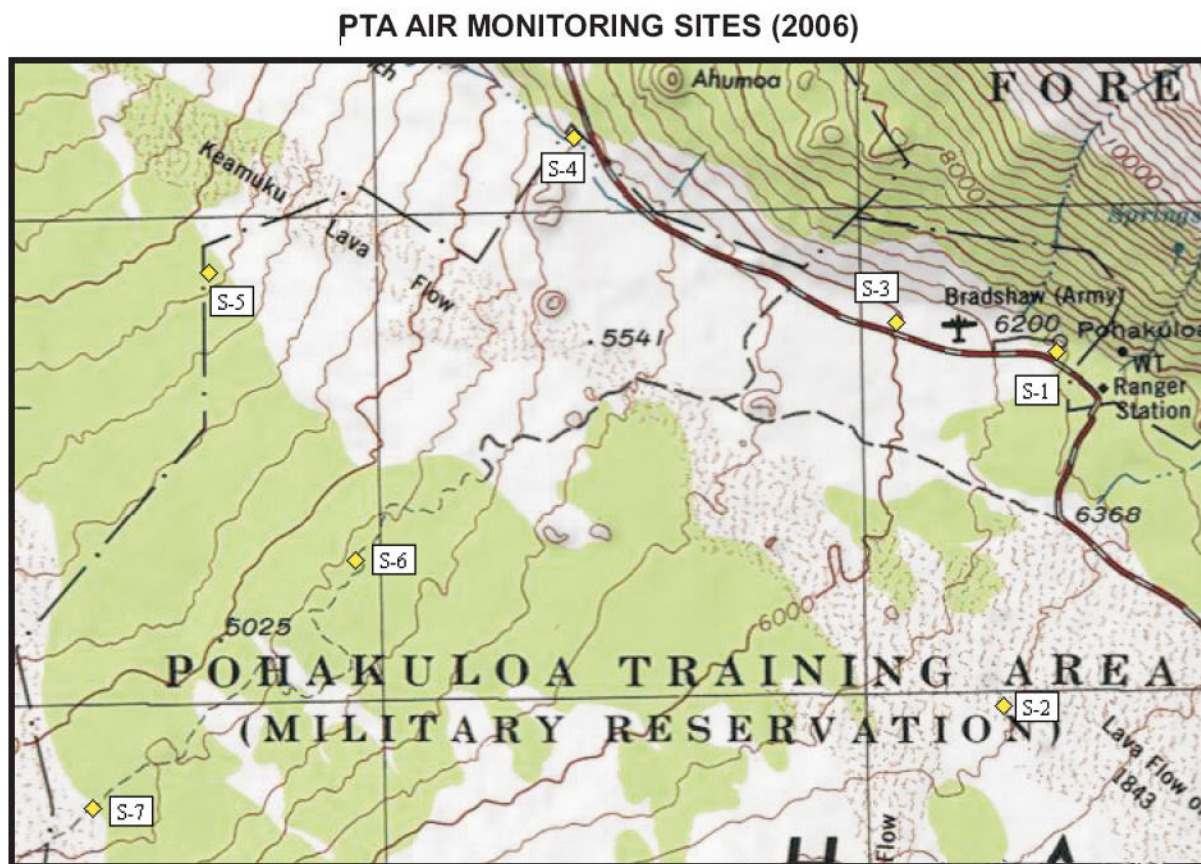 PTA AIR MONITORING SITES (2006)
Ahumoa
FORE
S-4
Keamuku
Lava
Flow
8000
10000
Springs
S-5
S-3
Bradshaw (Army)
6200
Pohakulo
5541
WT
Ranger
Station
S-1
6368
S-6
5025
6000
POHAKULOA TRAINING AREA
(MILITARY RESERVATION)
S-2
Lava Flow o
1843
S-7
Flow
H A